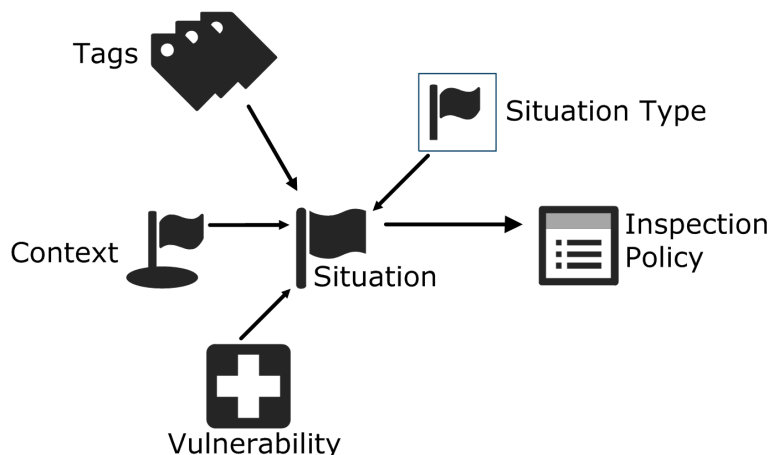 Tags
Situation Type
Context
Situation
Inspection
Policy
Vulnerability